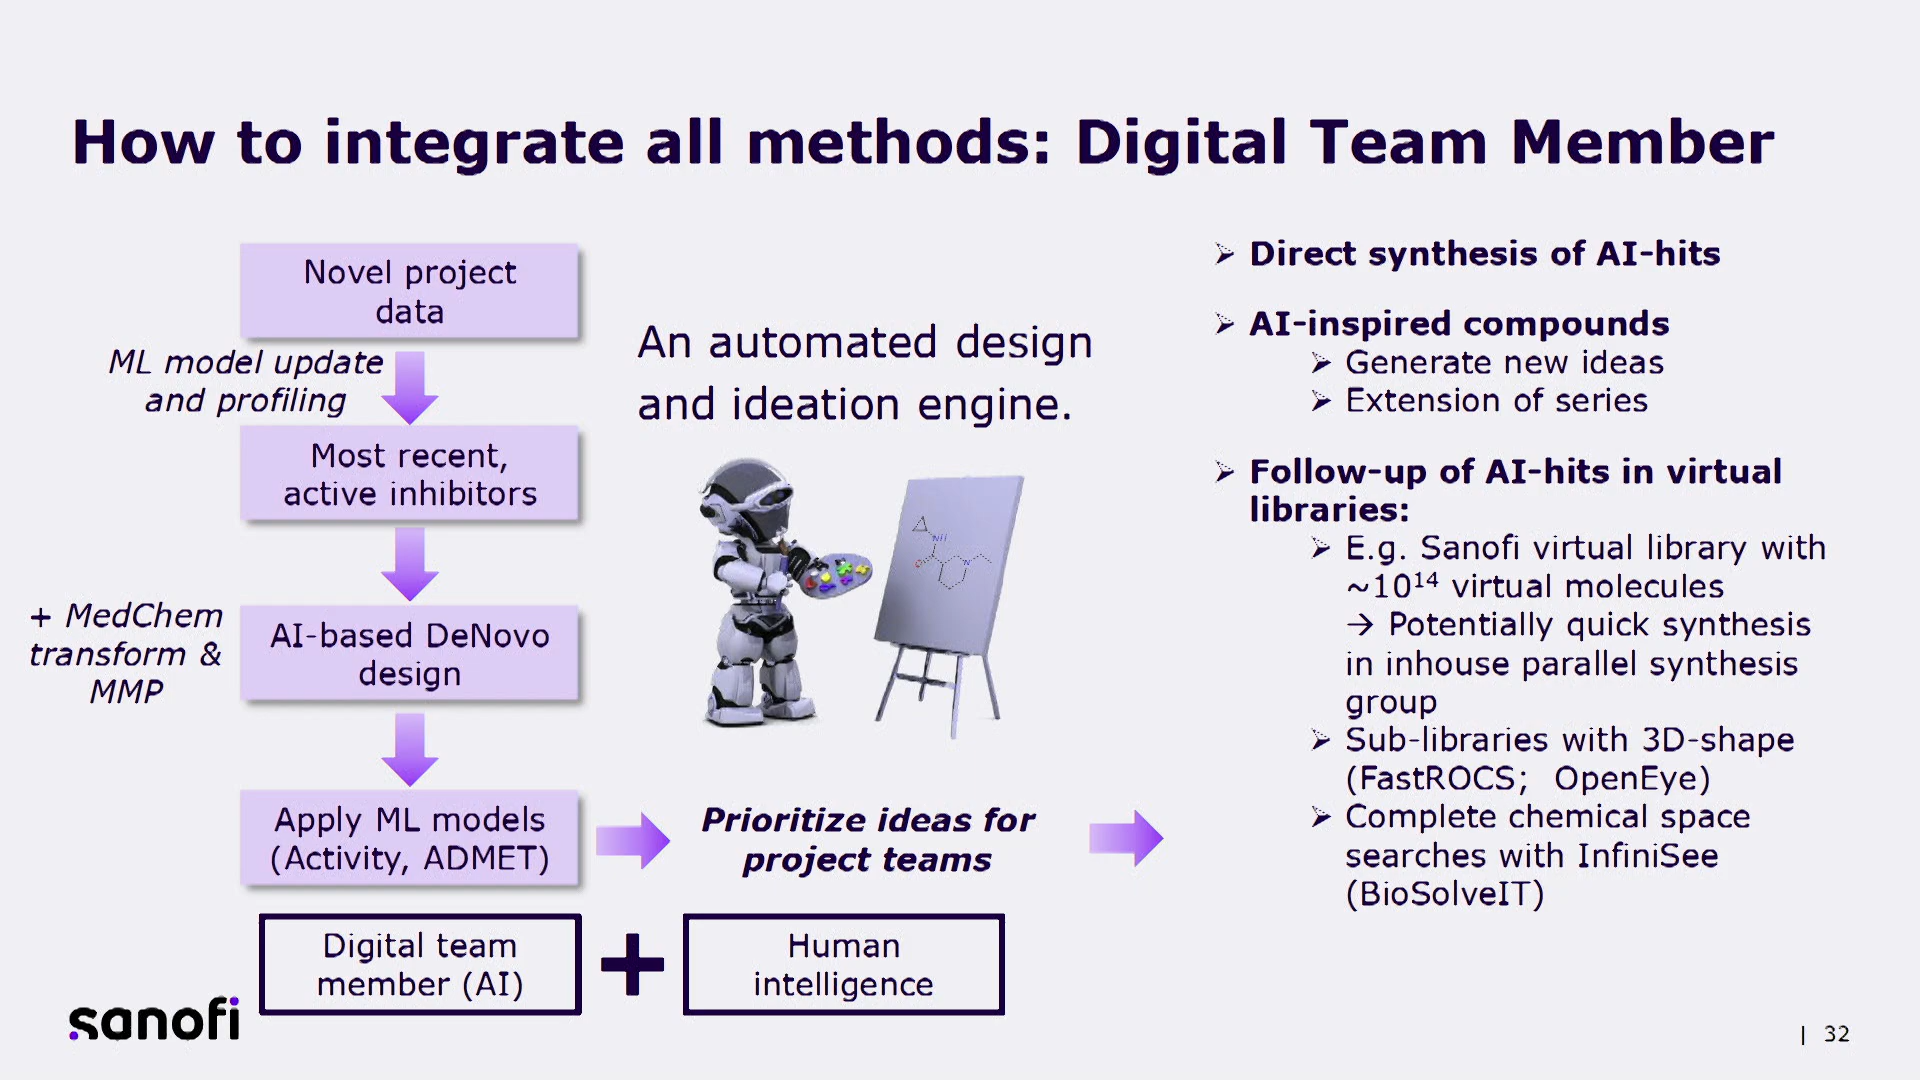 How to integrate all methods: Digital Team Member
Novel project
data
ML model update
and profiling
Most recent,
active inhibitors
+ MedChem
transform &
MMP
AI-based DeNovo
design
Apply ML models
(Activity, ADMET)
Digital team
member (AI)
+
Human
intelligence
An automated design
and ideation engine.
Prioritize ideas for
project teams
➢ Direct synthesis of AI-hits
➢ AI-inspired compounds
➢ Generate new ideas
➢ Extension of series
➢ Follow-up of AI-hits in virtual
libraries:
➢ E.g. Sanofi virtual library with
~10¹⁴ virtual molecules
→ Potentially quick synthesis
in inhouse parallel synthesis
group
➢ Sub-libraries with 3D-shape
(FastROCS; OpenEye)
➢ Complete chemical space
searches with InfiniSee
(BioSolveIT)
sanofi
| 32